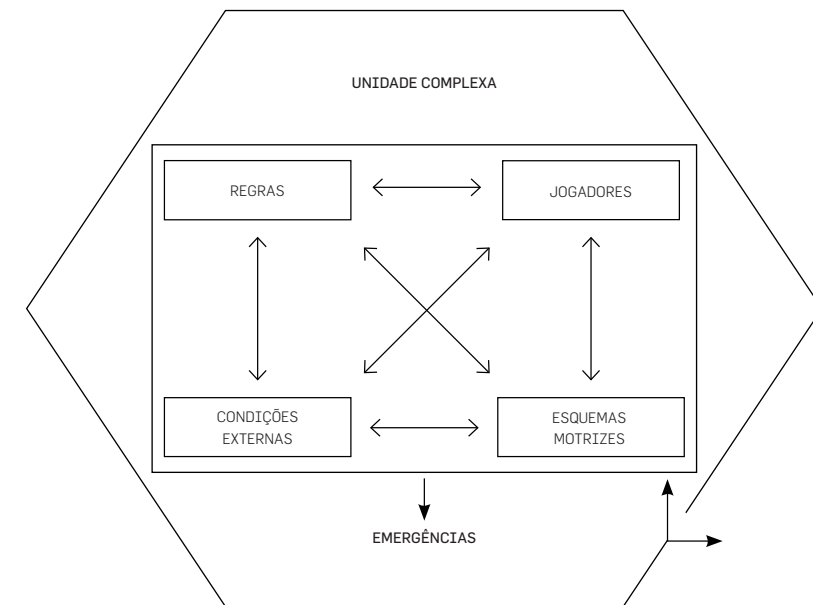 UNIDADE COMPLEXA
REGRAS
JOGADORES
CONDIÇÕES
EXTERNAS
ESQUEMAS
MOTRIZES
EMERGÊNCIAS